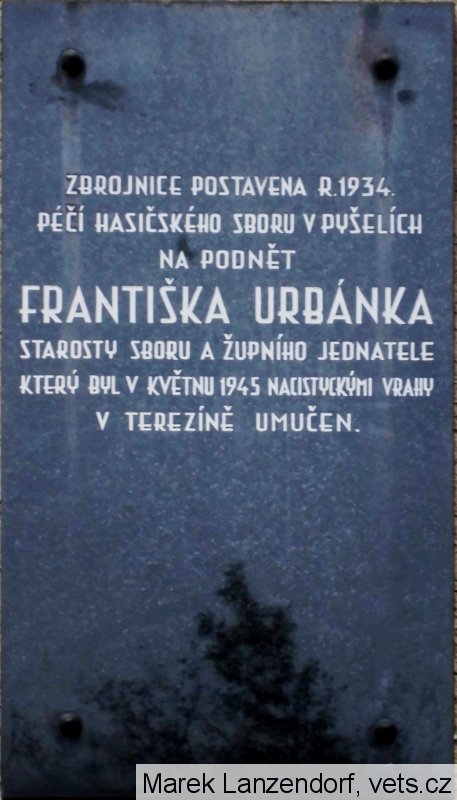 ZBROJNICE POSTAVENA R.1934.
PÉČÍ HASIČSKÉHO SBORU V PYŠELÍCH
NA PODNĚT
FRANTIŠKA URBÁNKA
STAROSTY SBORU A ŽUPNÍHO JEDNATELE
KTERÝ BYL V KVĚTNU 1945 NACISTYCKÝMI VRAHY
V TEREZÍNĚ UMUČEN.
Marek Lanzendorf, vets.cz